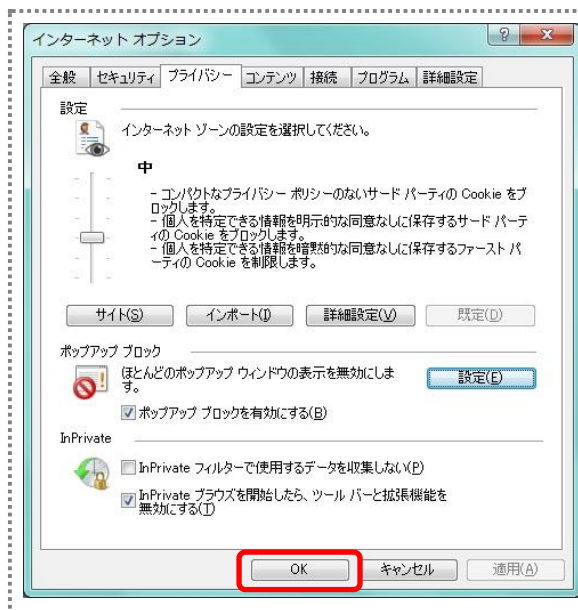 インターネット オプション
全般 セキュリティ プライバシー コンテンツ 接続 プログラム 詳細設定
設定
インターネット ゾーンの設定を選択してください。
中
- コンパクトなプライバシー ポリシーのないサード パーティの Cookie をブ
ロックします。
- 個人を特定できる情報を明示的な同意なしに保存するサード パーテ
ィの Cookie をブロックします。
- 個人を特定できる情報を暗黙的な同意なしに保存するファースト パ
ーティの Cookie を制限します。
サイト(S) インポート(I) 詳細設定(V) 既定(D)
ポップアップ ブロック
ほとんどのポップアップ ウィンドウの表示を無効にしま
す。
設定(E)
ポップアップ ブロックを有効にする(B)
InPrivate
InPrivate フィルターで使用するデータを収集しない(P)
InPrivate ブラウズを開始したら、ツール バーと拡張機能を
無効にする(T)
OK キャンセル 適用(A)